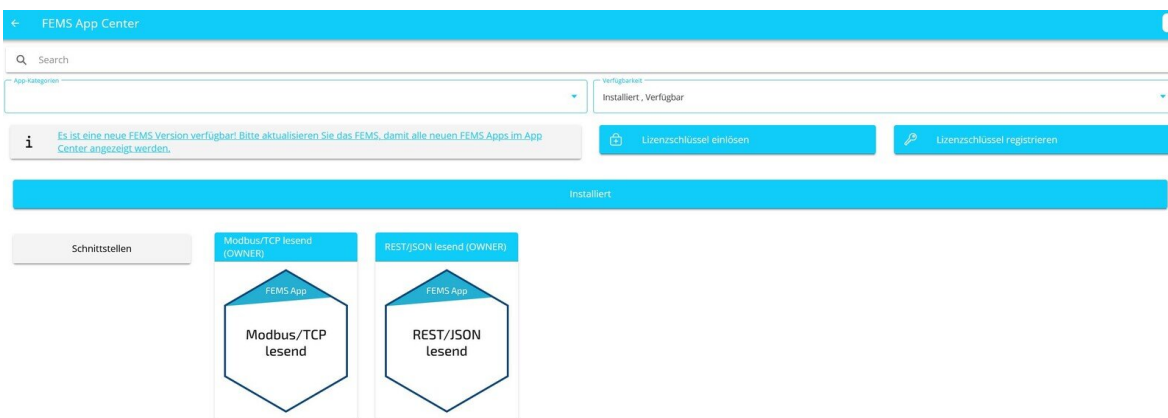 FEMS App Center
Search
App-Kategorien
Verfügbarkeit
Installiert , Verfügbar
Es ist eine neue FEMS Version verfügbar! Bitte aktualisieren Sie das FEMS, damit alle neuen FEMS Apps im App
Center angezeigt werden.
Lizenzschlüssel einlösen
Lizenzschlüssel registrieren
Installiert
Schnittstellen
Modbus/TCP lesend
(OWNER)
FEMS App
Modbus/TCP
lesend
REST/JSON lesend (OWNER)
FEMS App
REST/JSON
lesend